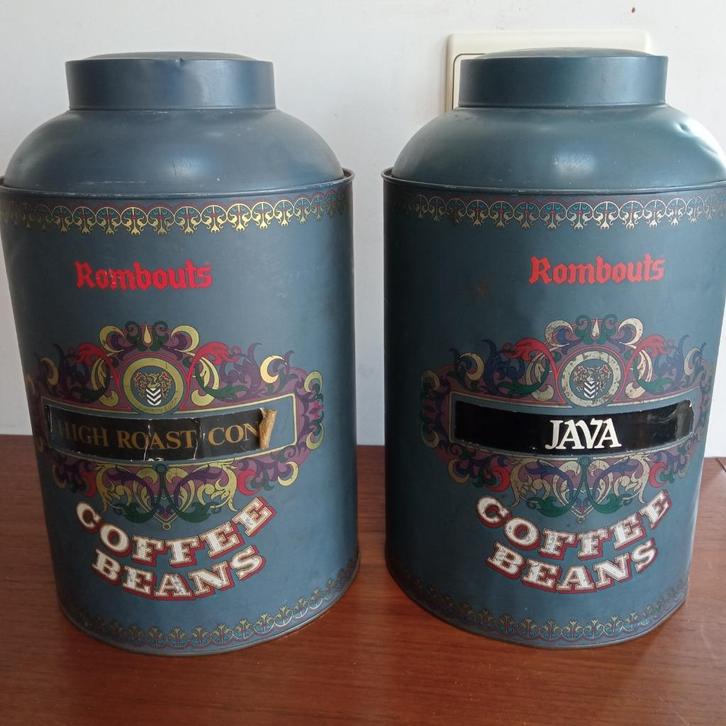 Rombouts
HIGH ROAST CON
COFFEE
BEANS
Rombouts
JAVA
COFFEE
BEANS